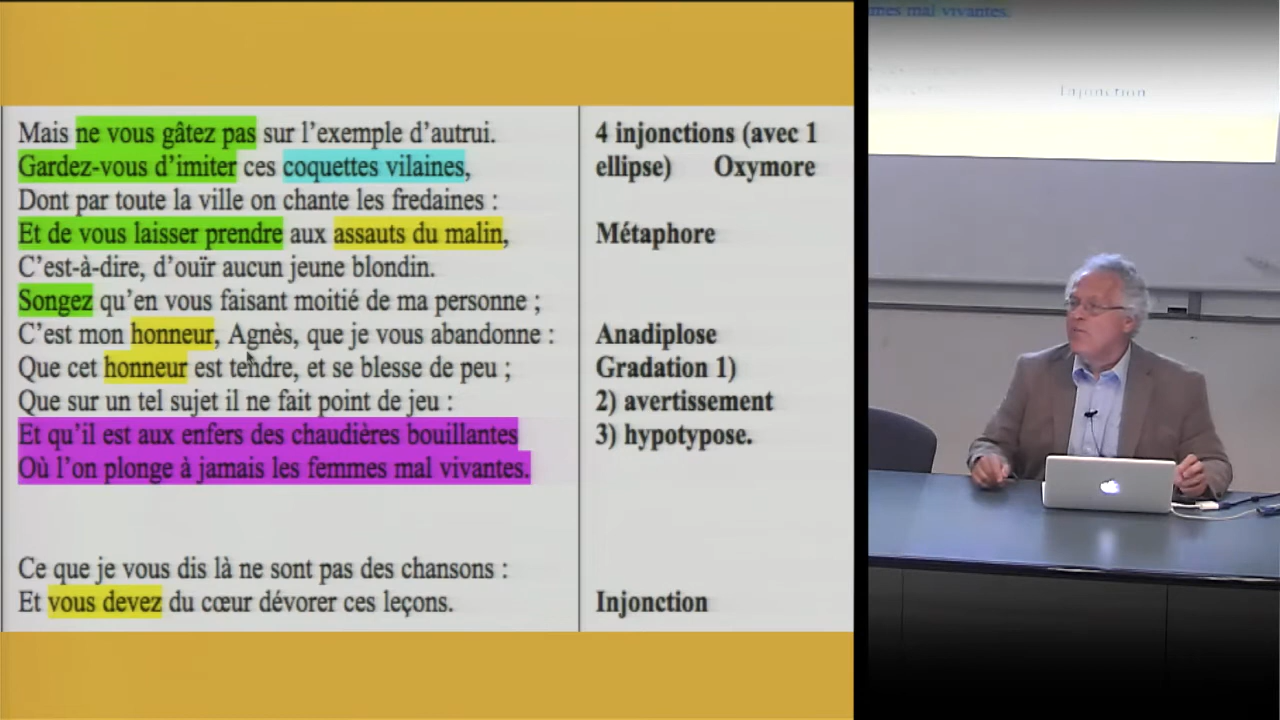 Mais ne vous gâtez pas sur l’exemple d’autrui.
Gardez-vous d’imiter ces coquettes vilaines,
Dont par toute la ville on chante les fredaines :
Et de vous laisser prendre aux assauts du malin,
C’est-à-dire, d’ouïr aucun jeune blondin.
Songez qu’en vous faisant moitié de ma personne ;
C’est mon honneur, Agnès, que je vous abandonne :
Que cet honneur est tendre, et se blesse de peu ;
Que sur un tel sujet il ne fait point de jeu :
Et qu’il est aux enfers des chaudières bouillantes
Où l’on plonge à jamais les femmes mal vivantes.
Ce que je vous dis là ne sont pas des chansons :
Et vous devez du cœur dévorer ces leçons.
4 injonctions (avec 1
ellipse) Oxymore
Métaphore
Anadiplose
Gradation 1)
2) avertissement
3) hypotypose.
Injonction
mes mal vivantes.
Injonction